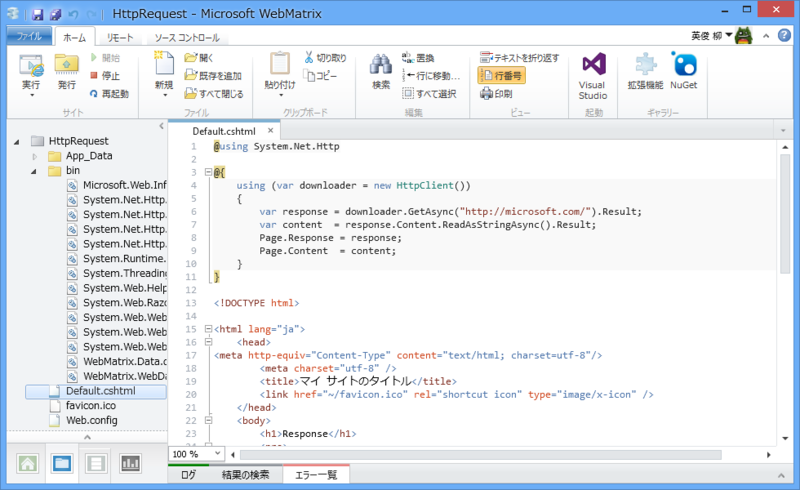 HttpRequest - Microsoft WebMatrix
ファイル ホーム リモート ソース コントロール 英俊 柳
実行 発行 開始 停止 再起動
サイト
新規 開く 既存を追加 すべて閉じる
ファイル
貼り付け 切り取り コピー
クリップボード
検索 置換 行に移動... すべて選択
編集
テキストを折り返す 行番号 印刷
ビュー
Visual Studio
起動
拡張機能 NuGet
ギャラリー
HttpRequest
App_Data
bin
Microsoft.Web.Inf
System.Net.Http.
System.Net.Http.
System.Net.Http.
System.Net.Http.
System.Runtime.
System.Threading
System.Web.Help
System.Web.Razo
System.Web.Web
System.Web.Web
System.Web.Web
WebMatrix.Data.c
WebMatrix.WebDa
Default.cshtml
favicon.ico
Web.config
Default.cshtml
1 @using System.Net.Http
2
3 @{
4 using (var downloader = new HttpClient())
5 {
6 var response = downloader.GetAsync("http://microsoft.com/").Result;
7 var content  = response.Content.ReadAsStringAsync().Result;
8 Page.Response = response;
9 Page.Content  = content;
10 }
11 }
12
13 <!DOCTYPE html>
14
15 <html lang="ja">
16 <head>
17 <meta http-equiv="Content-Type" content="text/html; charset=utf-8"/>
18 <meta charset="utf-8" />
19 <title>マイ サイトのタイトル</title>
20 <link href="~/favicon.ico" rel="shortcut icon" type="image/x-icon" />
21 </head>
22 <body>
23 <h1>Response</h1>
100 %
ログ 結果の検索 エラー一覧